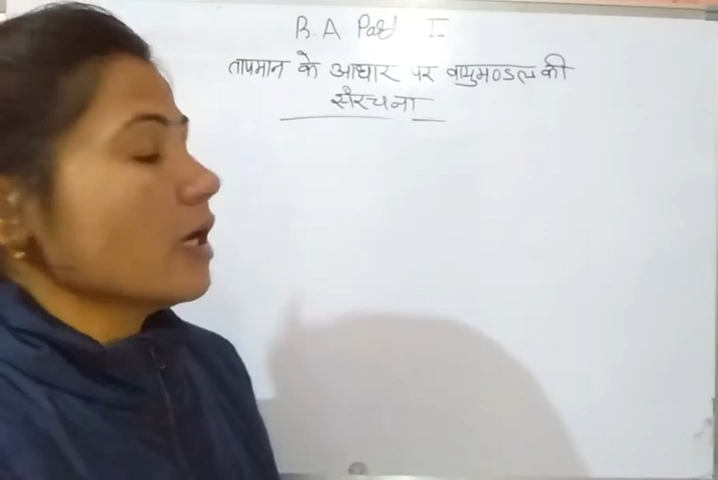 B.A Part I
तापमान के आधार पर वायुमण्डल की
संरचना